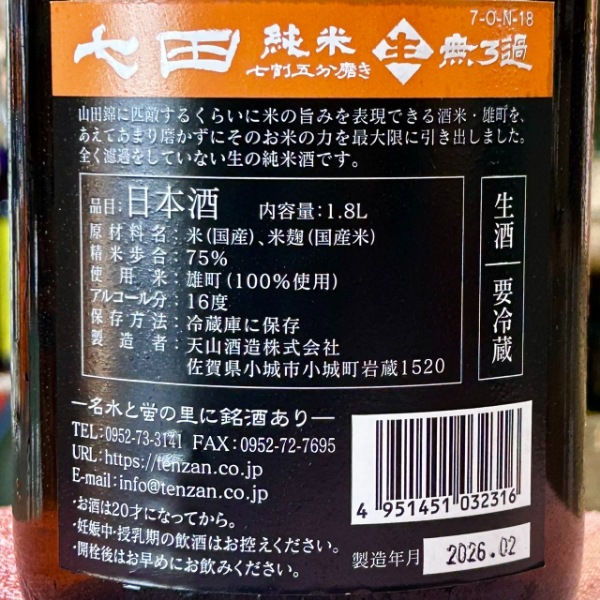 7-O-N-18
七田 純米 生 無ろ過
七割五分磨き
山田錦に匹敵するくらいに米の旨みを表現できる酒米・雄町を、
あえてあまり磨かずにそのお米の力を最大限に引き出しました。
全く濾過をしていない生の純米酒です。
品目:日本酒 内容量:1.8L
原材料名:米(国産)、米麹(国産米)
精米歩合:75%
使用米:雄町(100%使用)
アルコール分:16度
保存方法:冷蔵庫に保存
製造者:天山酒造株式会社
佐賀県小城市小城町岩蔵1520
生酒|要冷蔵
―名水と蛍の里に銘酒あり―
TEL:0952-73-3141 FAX:0952-72-7695
URL:https://tenzan.co.jp
E-mail:info@tenzan.co.jp
・お酒は20才になってから。
・妊娠中・授乳期の飲酒はお控えください。
・開栓後はお早めにお飲みください。
4 951451 032316
製造年月 2026.02